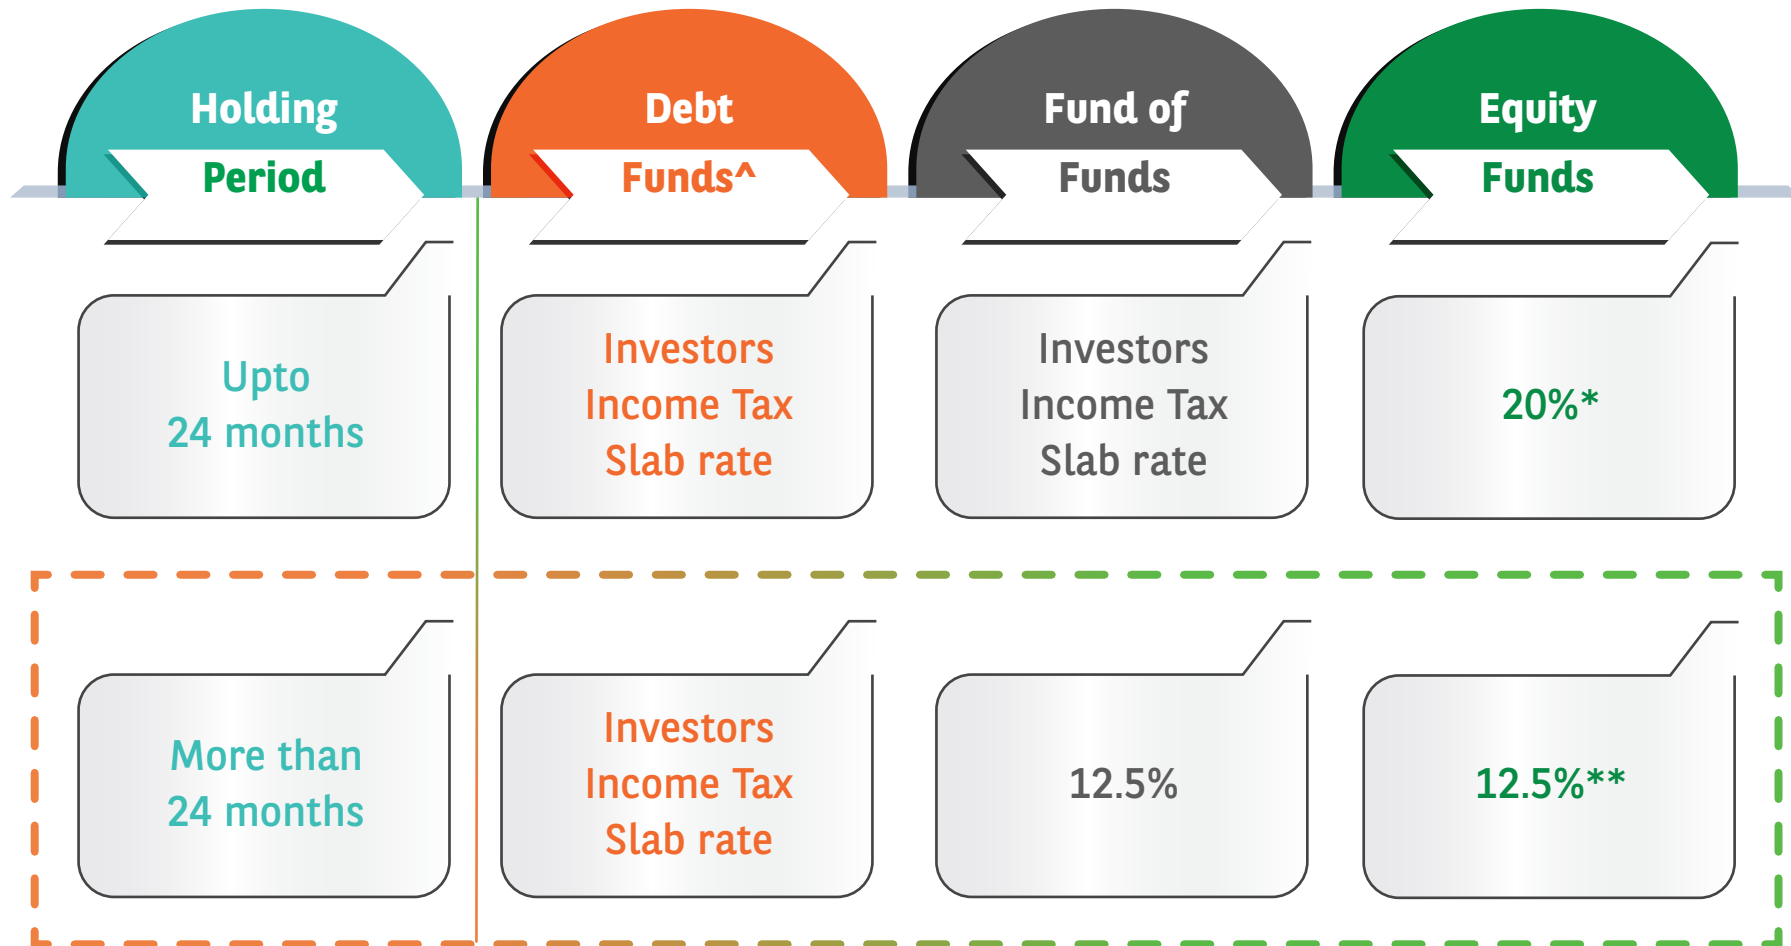 Holding
Period
Debt
Funds^
Fund of
Funds
Equity
Funds
Upto
24 months
Investors
Income Tax
Slab rate
Investors
Income Tax
Slab rate
20%*
More than
24 months
Investors
Income Tax
Slab rate
12.5%
12.5%**